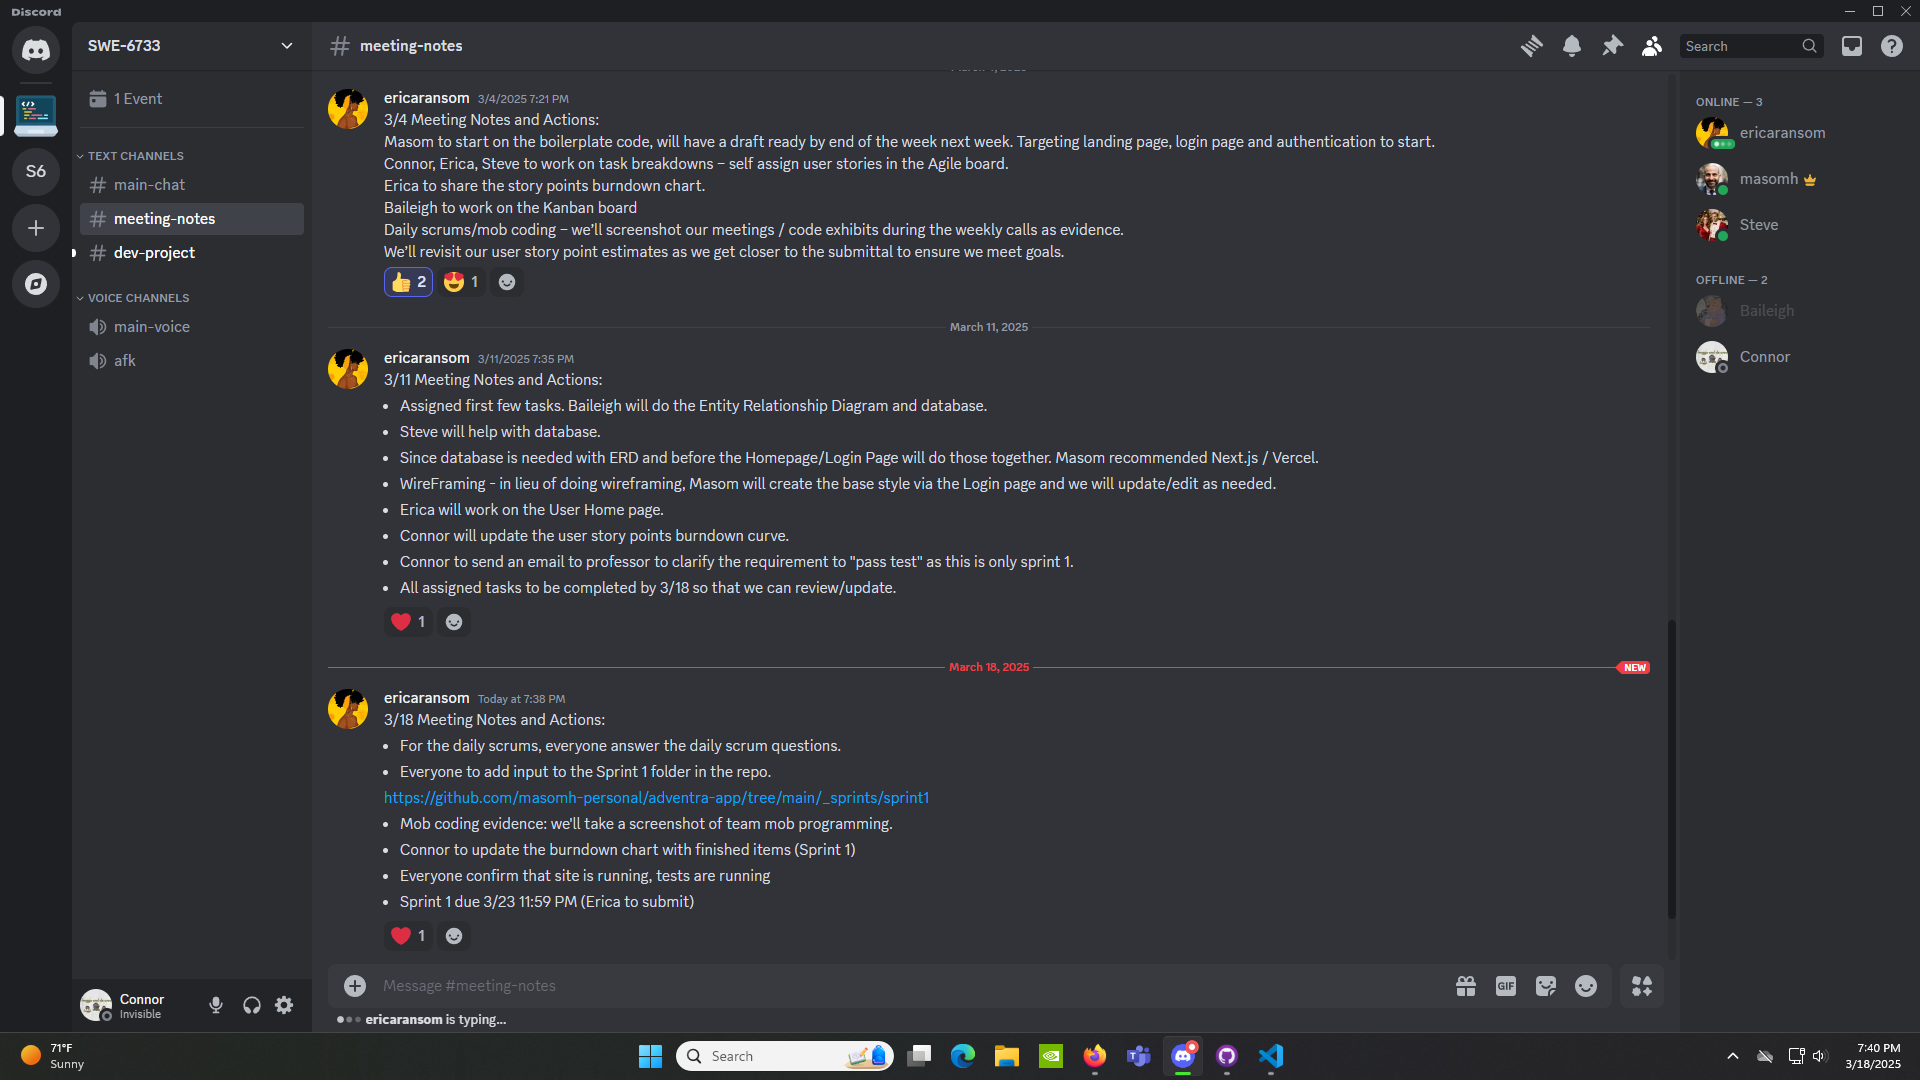 Discord
SWE-6733
meeting-notes
Search
1 Event
TEXT CHANNELS
main-chat
meeting-notes
dev-project
VOICE CHANNELS
main-voice
afk
S6
ericaransom 3/4/2025 7:21 PM
3/4 Meeting Notes and Actions:
Masom to start on the boilerplate code, will have a draft ready by end of the week next week. Targeting landing page, login page and authentication to start.
Connor, Erica, Steve to work on task breakdowns – self assign user stories in the Agile board.
Erica to share the story points burndown chart.
Baileigh to work on the Kanban board
Daily scrums/mob coding – we’ll screenshot our meetings / code exhibits during the weekly calls as evidence.
We’ll revisit our user story point estimates as we get closer to the submittal to ensure we meet goals.
2 1
March 11, 2025
ericaransom 3/11/2025 7:35 PM
3/11 Meeting Notes and Actions:
• Assigned first few tasks. Baileigh will do the Entity Relationship Diagram and database.
• Steve will help with database.
• Since database is needed with ERD and before the Homepage/Login Page will do those together. Masom recommended Next.js / Vercel.
• WireFraming - in lieu of doing wireframing, Masom will create the base style via the Login page and we will update/edit as needed.
• Erica will work on the User Home page.
• Connor will update the user story points burndown curve.
• Connor to send an email to professor to clarify the requirement to "pass test" as this is only sprint 1.
• All assigned tasks to be completed by 3/18 so that we can review/update.
1
March 18, 2025 NEW
ericaransom Today at 7:38 PM
3/18 Meeting Notes and Actions:
• For the daily scrums, everyone answer the daily scrum questions.
• Everyone to add input to the Sprint 1 folder in the repo.
https://github.com/masomh-personal/adventra-app/tree/main/_sprints/sprint1
• Mob coding evidence: we'll take a screenshot of team mob programming.
• Connor to update the burndown chart with finished items (Sprint 1)
• Everyone confirm that site is running, tests are running
• Sprint 1 due 3/23 11:59 PM (Erica to submit)
1
Message #meeting-notes
GIF
ericaransom is typing...
ONLINE — 3
ericaransom
masomh
Steve
OFFLINE — 2
Baileigh
Connor
Connor
Invisible
71°F
Sunny
Search
7:40 PM
3/18/2025